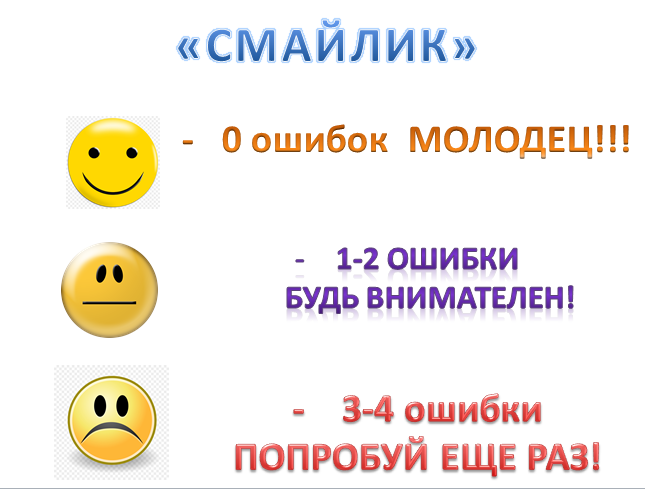 «СМАЙЛИК»
- 0 ошибок МОЛОДЕЦ!!!
- 1-2 ОШИБКИ
БУДЬ ВНИМАТЕЛЕН!
- 3-4 ошибки
ПОПРОБУЙ ЕЩЕ РАЗ!